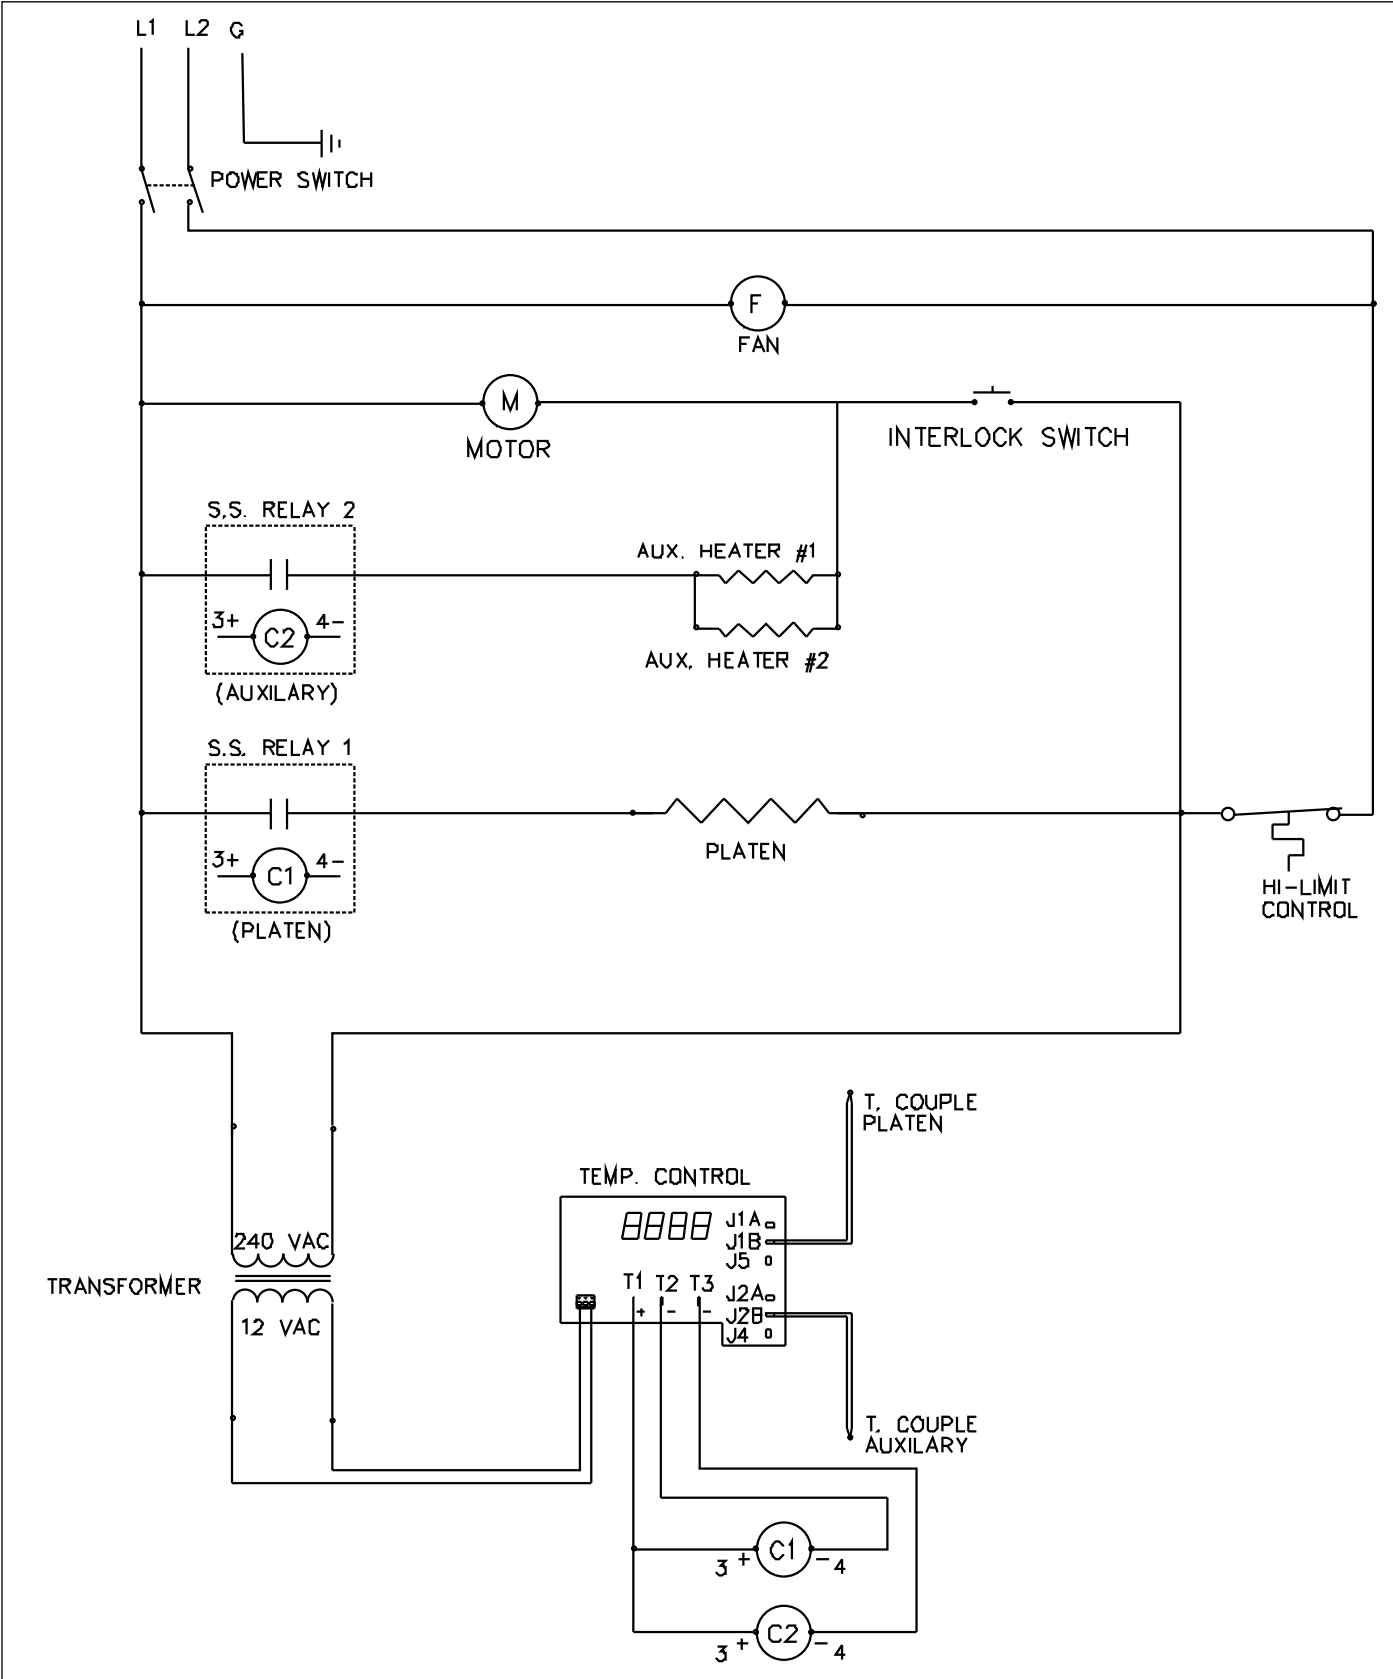 L1 L2 G
POWER SWITCH
F
FAN
M
MOTOR
INTERLOCK SWITCH
S.S. RELAY 2
AUX. HEATER #1
3+ C2 4-
AUX. HEATER #2
(AUXILARY)
S.S. RELAY 1
PLATEN
3+ C1 4-
HI-LIMIT
CONTROL
(PLATEN)
T. COUPLE
PLATEN
TEMP. CONTROL
8888
J1A
J1B
J5
240 VAC
TRANSFORMER
T1 T2 T3
+ - -
J2A
J2B
J4
12 VAC
T. COUPLE
AUXILARY
3 + C1 - 4
3 + C2 - 4